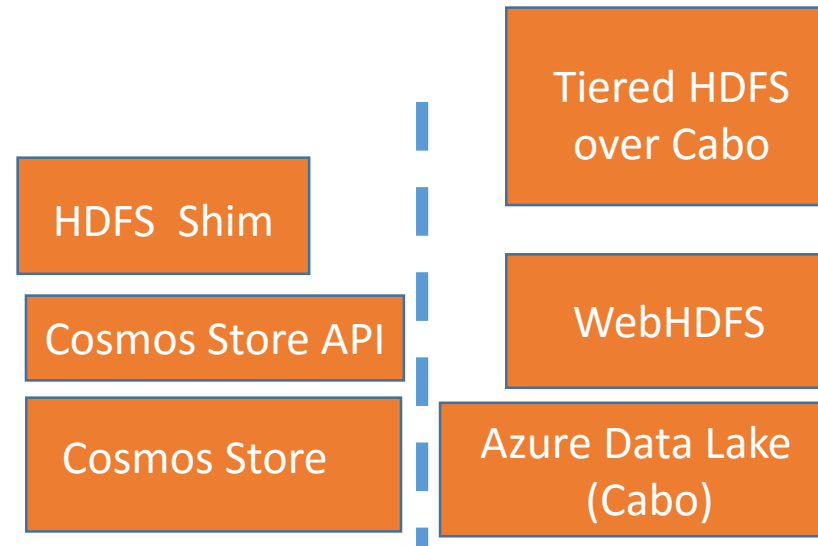 HDFS  Shim
Cosmos Store API
Cosmos Store
Tiered HDFS
over Cabo
WebHDFS
Azure Data Lake
(Cabo)